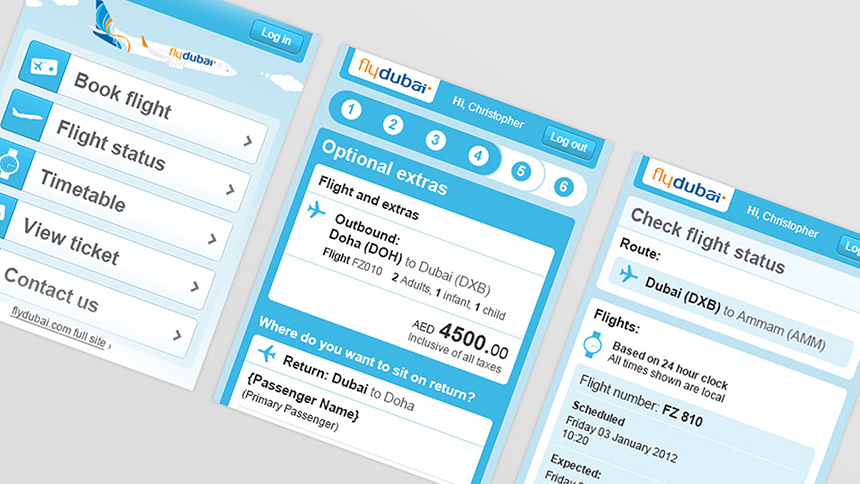 flydubai
Log in
Book flight
Flight status
Timetable
View ticket
Contact us
flydubai.com full site
flydubai
Hi, Christopher
Log out
1 2 3 4 5 6
Optional extras
Flight and extras
Outbound:
Doha (DOH) to Dubai (DXB)
Flight FZ010 2 Adults, 1 infant, 1 child
AED 4500.00
Inclusive of all taxes
Where do you want to sit on return?
Return: Dubai to Doha
{Passenger Name}
(Primary Passenger)
flydubai
Hi, Christopher
Log
Check flight status
Route:
Dubai (DXB) to Ammam (AMM)
Flights:
Based on 24 hour clock
All times shown are local
Flight number: FZ 810
Scheduled
Friday 03 January 2012
10:20
Expected:
Friday 0